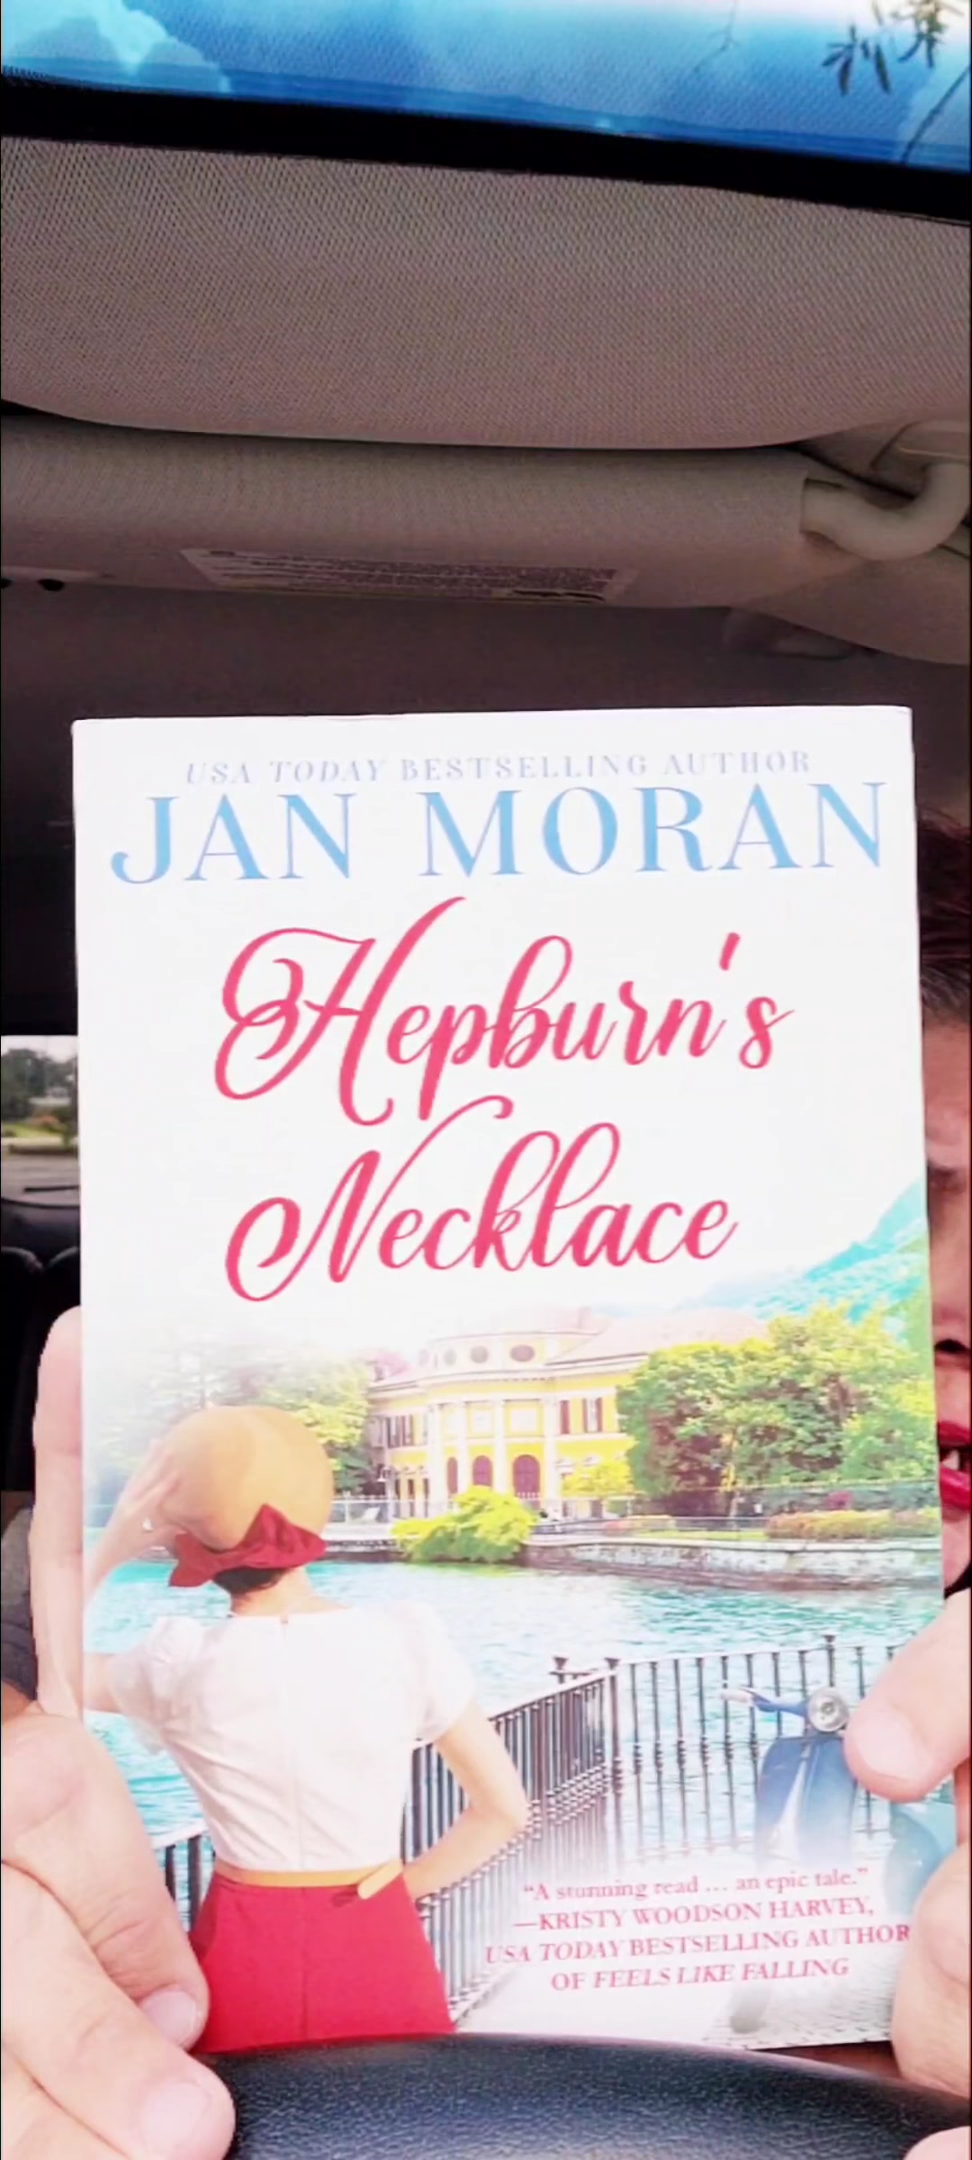 USA TODAY BESTSELLING AUTHOR
JAN MORAN
Hepburn's
Necklace
"A stunning read ... an epic tale."
—KRISTY WOODSON HARVEY,
USA TODAY BESTSELLING AUTHOR
OF FEELS LIKE FALLING